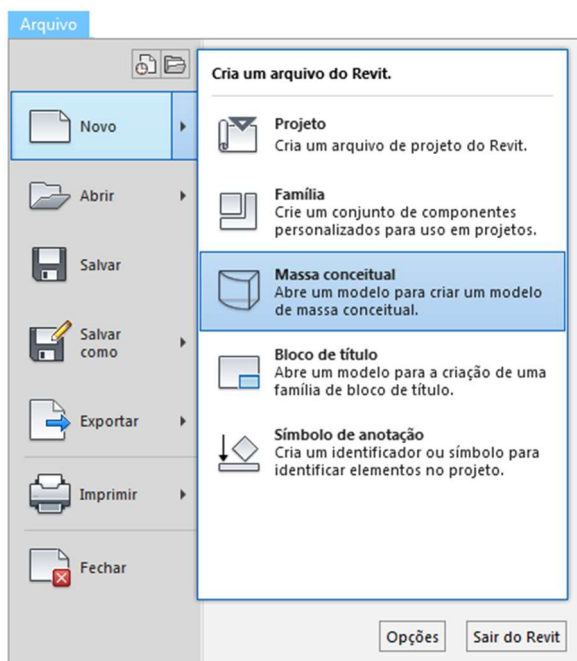 Arquivo
Cria um arquivo do Revit.
Novo
Projeto
Cria um arquivo de projeto do Revit.
Abrir
Família
Crie um conjunto de componentes
personalizados para uso em projetos.
Salvar
Massa conceitual
Abre um modelo para criar um modelo
de massa conceitual.
Salvar
como
Bloco de título
Abre um modelo para a criação de uma
família de bloco de título.
Exportar
Símbolo de anotação
Cria um identificador ou símbolo para
identificar elementos no projeto.
Imprimir
Fechar
Opções
Sair do Revit